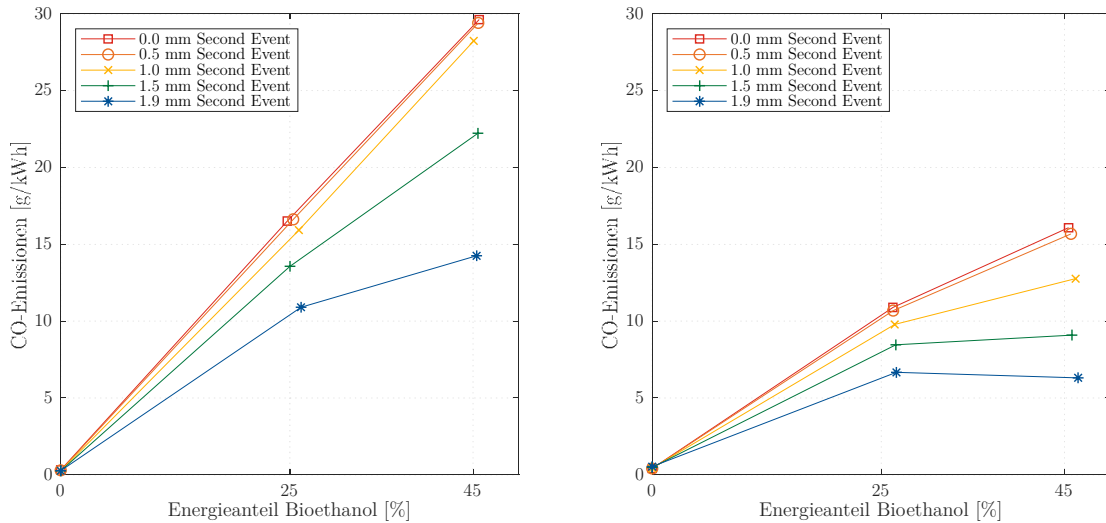 30
25
20
15
10
5
0
CO-Emissionen [g/kWh]
0.0 mm Second Event
0.5 mm Second Event
1.0 mm Second Event
1.5 mm Second Event
1.9 mm Second Event
0 25 45
Energieanteil Bioethanol [%]
30
25
20
15
10
5
0
CO-Emissionen [g/kWh]
0.0 mm Second Event
0.5 mm Second Event
1.0 mm Second Event
1.5 mm Second Event
1.9 mm Second Event
0 25 45
Energieanteil Bioethanol [%]